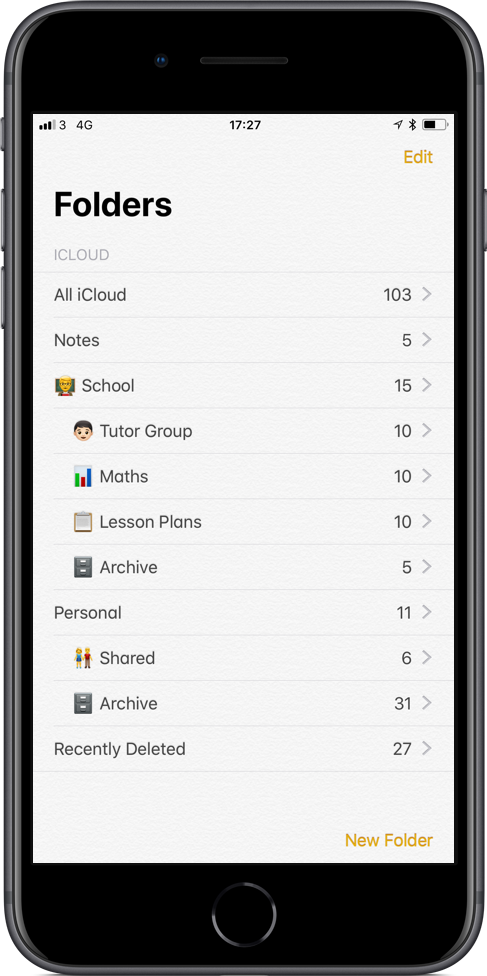 3 4G 17:27
Edit
Folders
ICLOUD
All iCloud 103
Notes 5
School 15
Tutor Group 10
Maths 10
Lesson Plans 10
Archive 5
Personal 11
Shared 6
Archive 31
Recently Deleted 27
New Folder